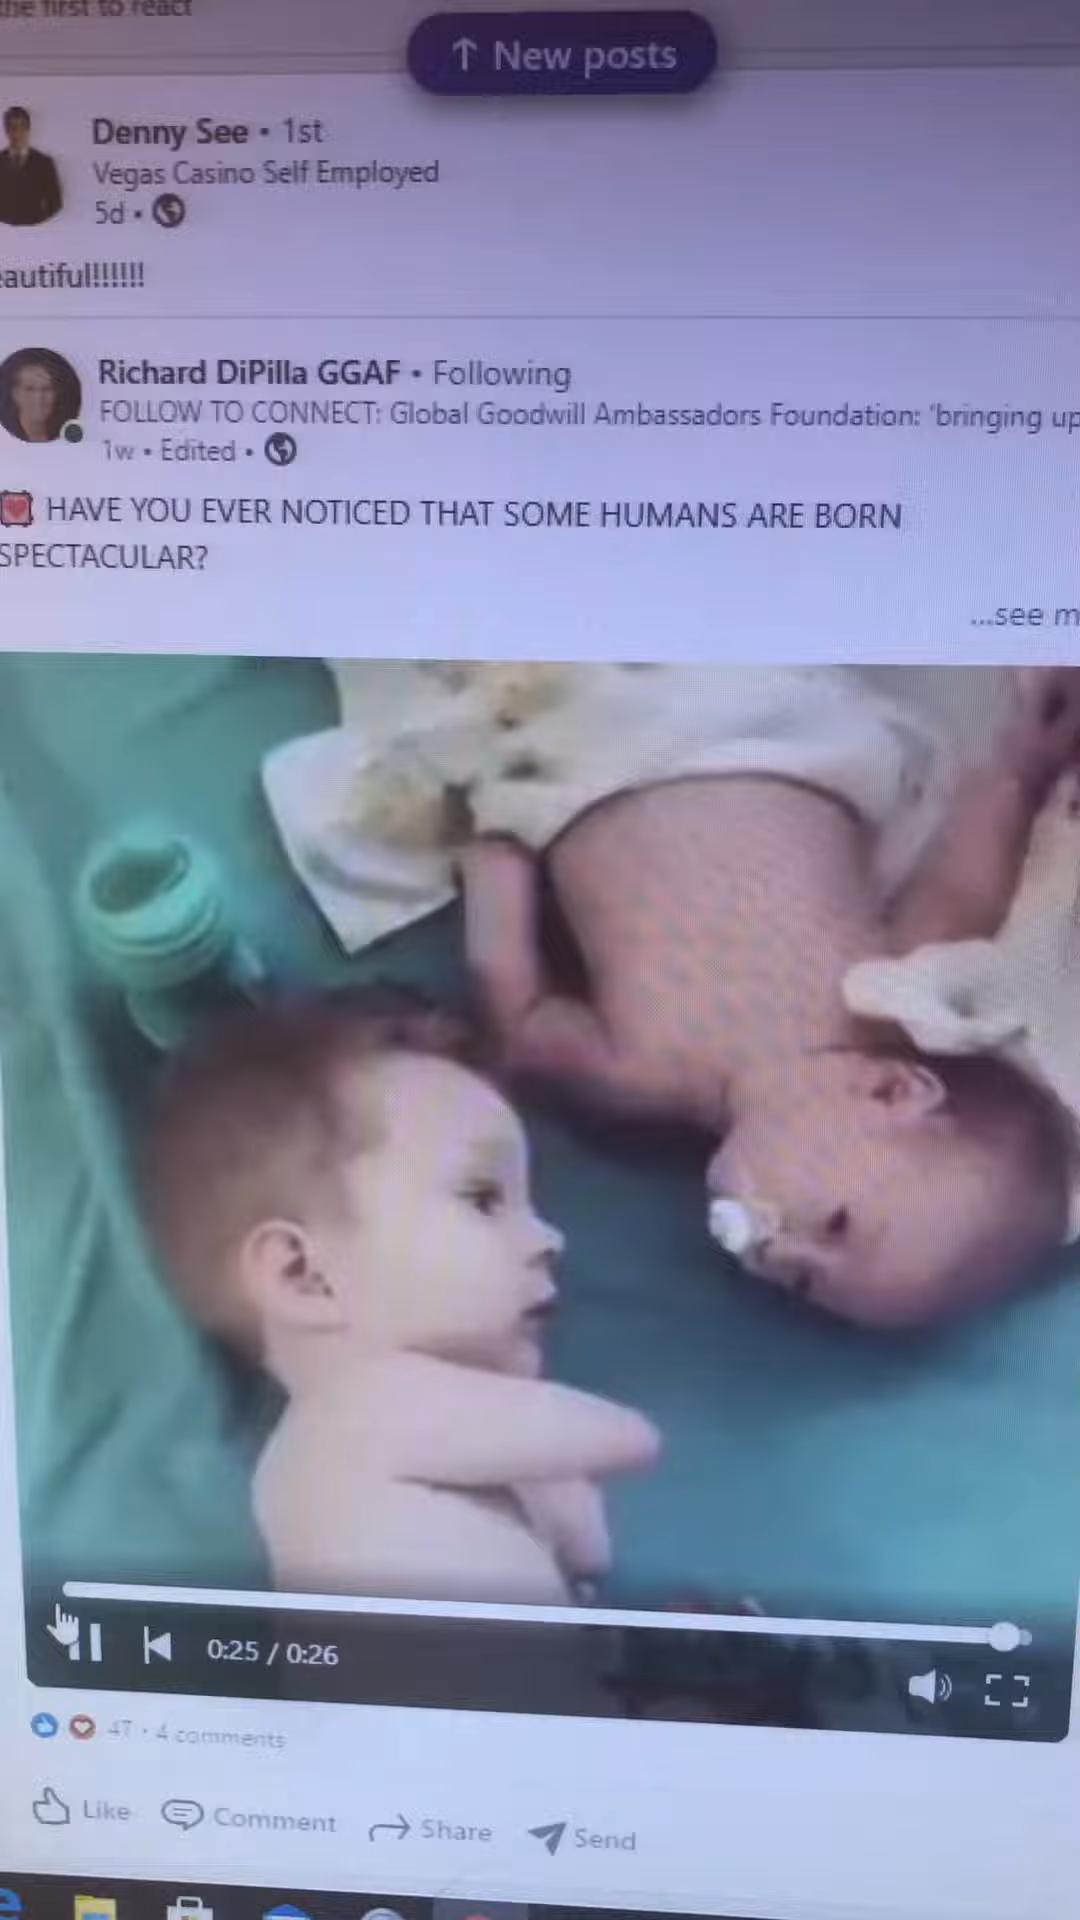 the first to react
↑ New posts
Denny See • 1st
Vegas Casino Self Employed
5d •
eautiful!!!!!!
Richard DiPilla GGAF • Following
FOLLOW TO CONNECT: Global Goodwill Ambassadors Foundation: 'bringing up
1w • Edited •
HAVE YOU EVER NOTICED THAT SOME HUMANS ARE BORN
SPECTACULAR?
...see m
0:25 / 0:26
47 • 4 comments
Like Comment Share Send